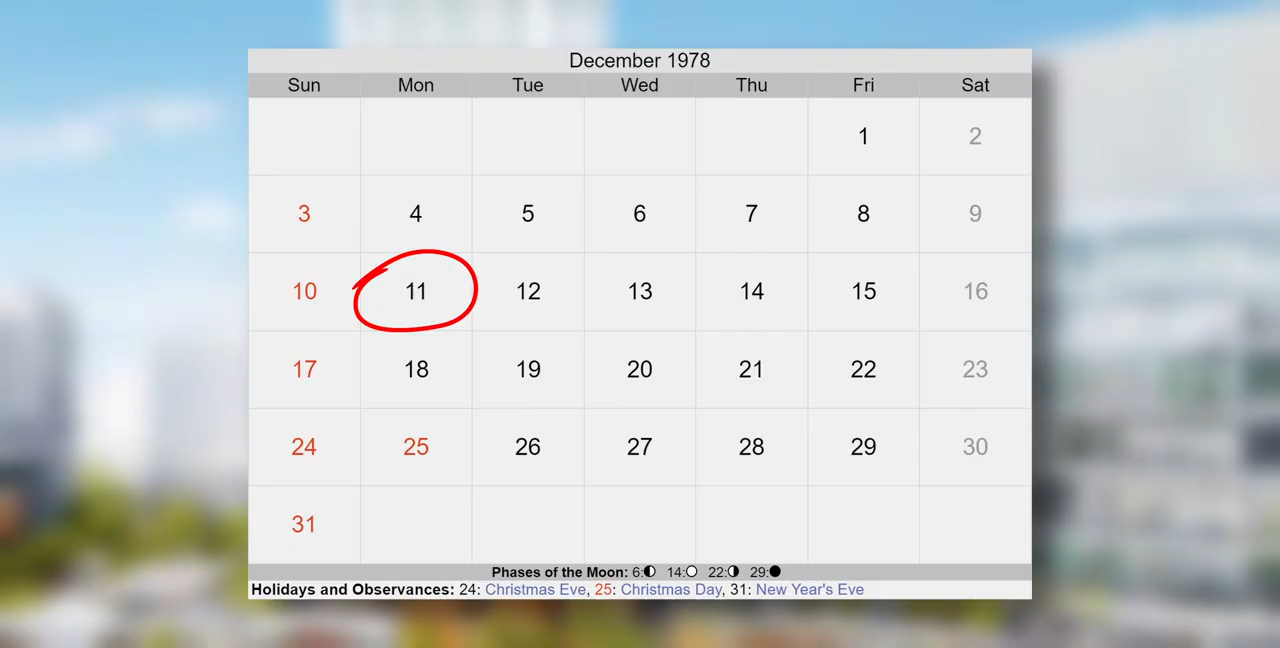 December 1978
Sun Mon Tue Wed Thu Fri Sat
1 2
3 4 5 6 7 8 9
10 11 12 13 14 15 16
17 18 19 20 21 22 23
24 25 26 27 28 29 30
31
Phases of the Moon: 6: 14: 22: 29:
Holidays and Observances: 24: Christmas Eve, 25: Christmas Day, 31: New Year's Eve